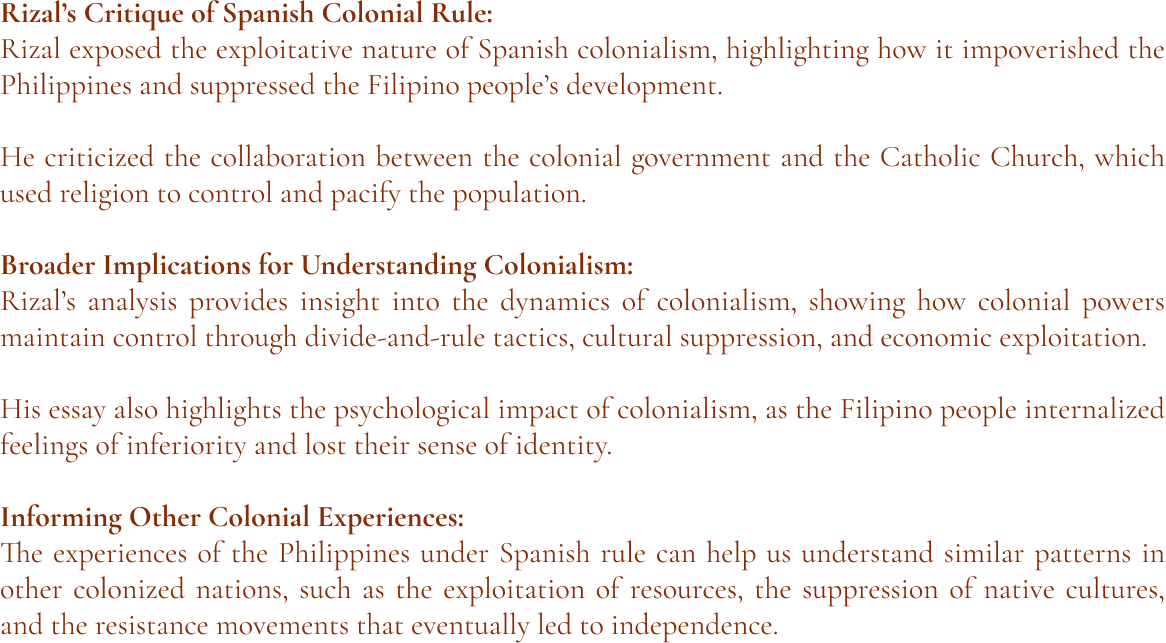 Rizal’s Critique of Spanish Colonial Rule:
Rizal exposed the exploitative nature of Spanish colonialism, highlighting how it impoverished the
Philippines and suppressed the Filipino people’s development.
He criticized the collaboration between the colonial government and the Catholic Church, which
used religion to control and pacify the population.
Broader Implications for Understanding Colonialism:
Rizal’s analysis provides insight into the dynamics of colonialism, showing how colonial powers
maintain control through divide-and-rule tactics, cultural suppression, and economic exploitation.
His essay also highlights the psychological impact of colonialism, as the Filipino people internalized
feelings of inferiority and lost their sense of identity.
Informing Other Colonial Experiences:
The experiences of the Philippines under Spanish rule can help us understand similar patterns in
other colonized nations, such as the exploitation of resources, the suppression of native cultures,
and the resistance movements that eventually led to independence.